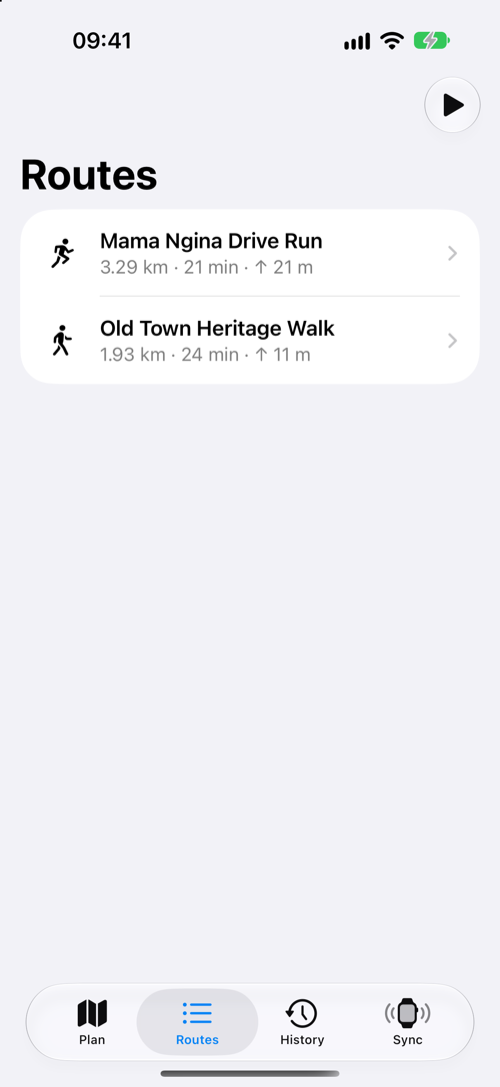 09:41
Routes
Mama Ngina Drive Run
3.29 km · 21 min · ↑ 21 m
Old Town Heritage Walk
1.93 km · 24 min · ↑ 11 m
Plan
Routes
History
Sync